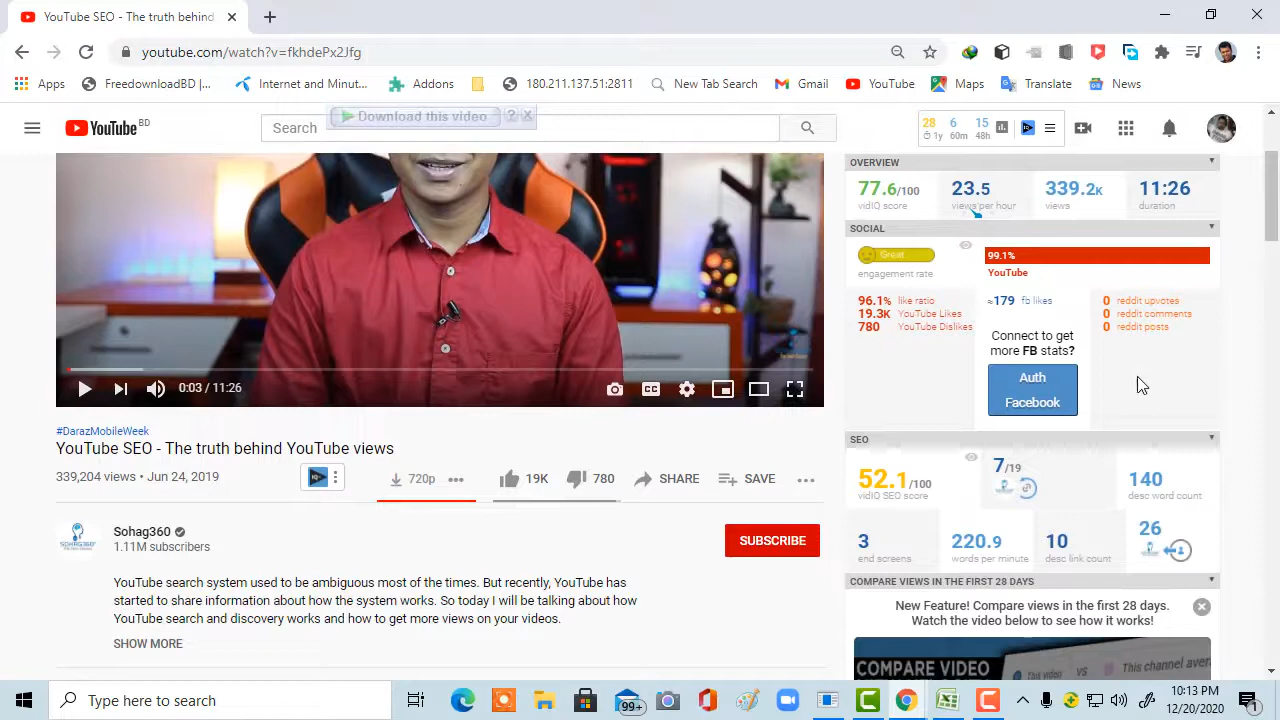 YouTube SEO - The truth behind
youtube.com/watch?v=fkhdePx2Jfg
Apps FreedownloadBD |... Internet and Minut... Addons 180.211.137.51:2811 New Tab Search Gmail YouTube Maps Translate News
YouTube BD
Search
Download this video ? ×
28 6 15
1y 60m 48h
OVERVIEW
77.6/100 23.5 339.2K 11:26
vidIQ score views per hour views duration
SOCIAL
Great
engagement rate
99.1%
YouTube
96.1% like ratio
19.3K YouTube Likes
780 YouTube Dislikes
≈179 fb likes
Connect to get
more FB stats?
Auth
Facebook
0 reddit upvotes
0 reddit comments
0 reddit posts
0:03 / 11:26
CC
#DarazMobileWeek
YouTube SEO - The truth behind YouTube views
339,204 views • Jun 24, 2019
720p ••• 19K 780 SHARE SAVE •••
SEO
52.1/100
vidIQ SEO score
7/19
140
desc word count
3
end screens
220.9
words per minute
10
desc link count
26
Sohag360
1.11M subscribers
SUBSCRIBE
YouTube search system used to be ambiguous most of the times. But recently, YouTube has
started to share information about how the system works. So today I will be talking about how
YouTube search and discovery works and how to get more views on your videos.
SHOW MORE
COMPARE VIEWS IN THE FIRST 28 DAYS
New Feature! Compare views in the first 28 days.
Watch the video below to see how it works!
COMPARE VIDEO
This video VS This channel aver
Type here to search
99+
10:13 PM
12/20/2020
1